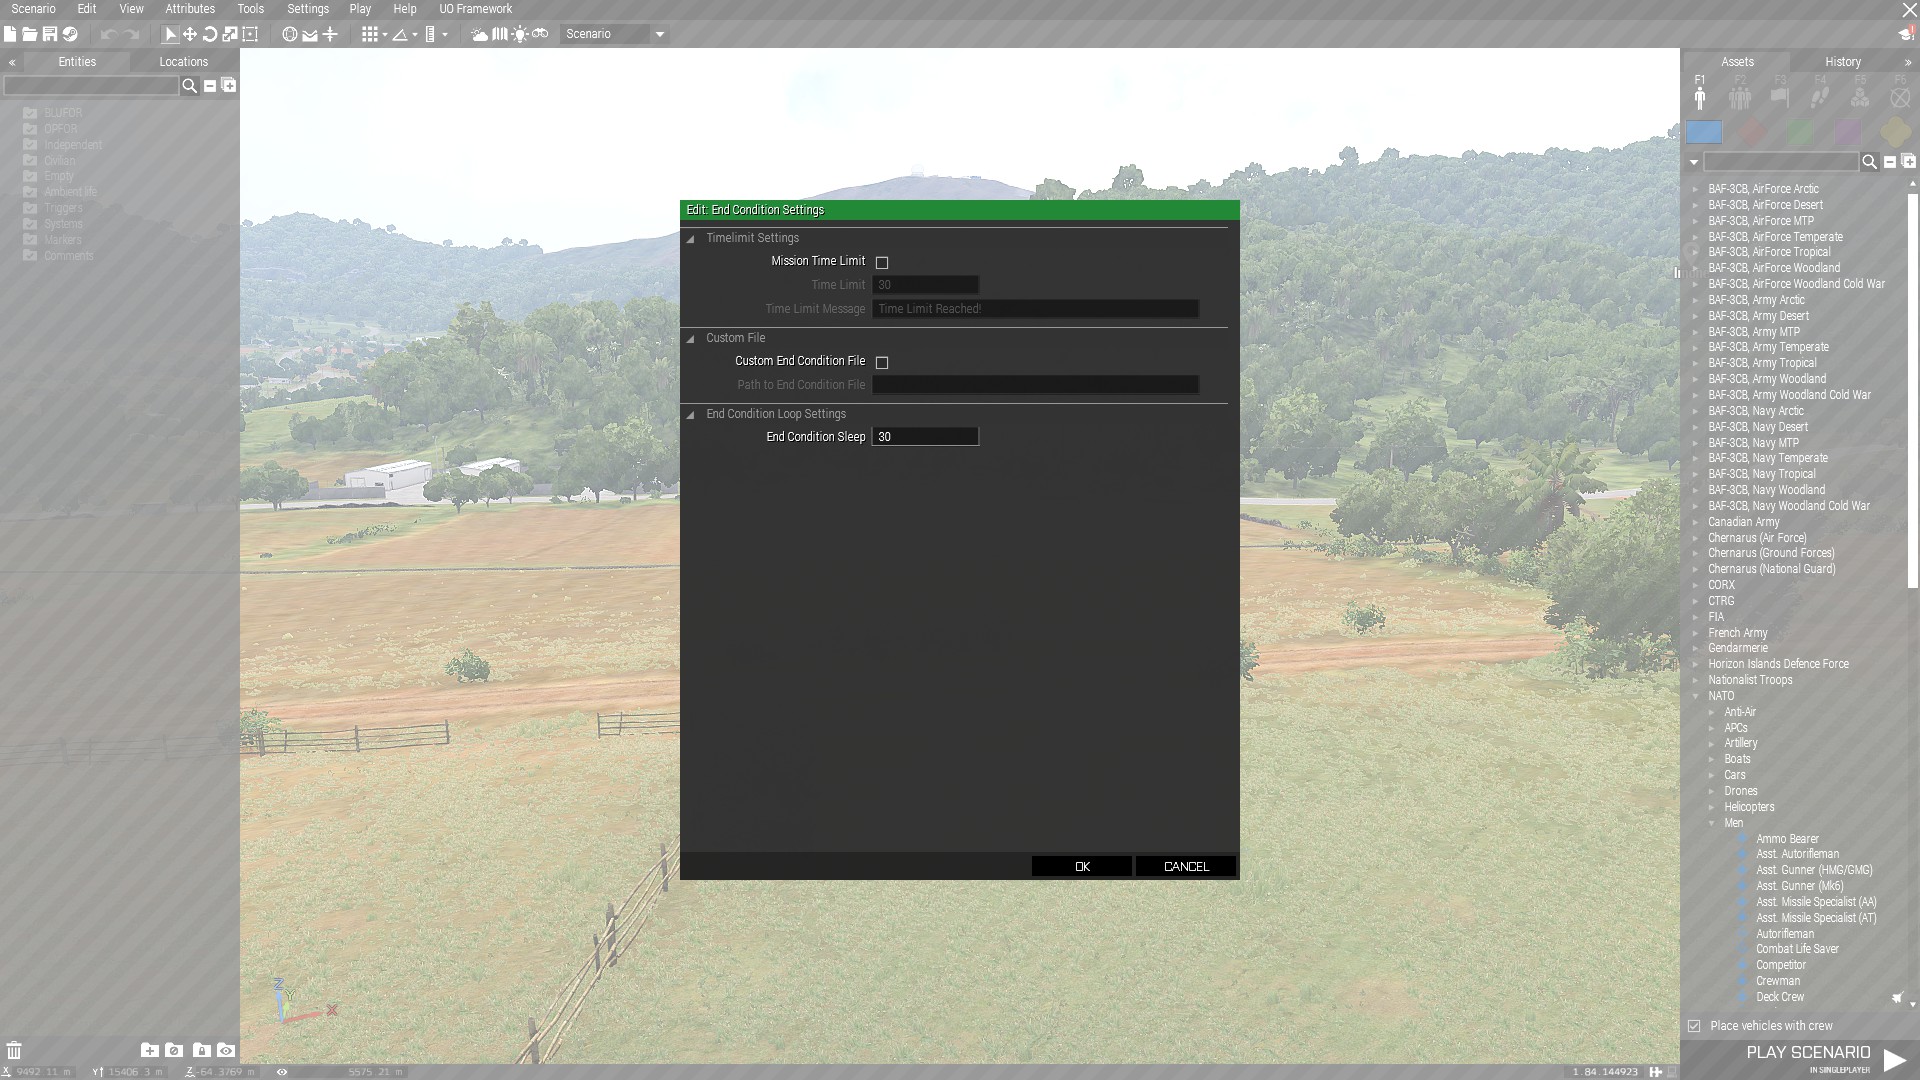 Scenario Edit View Attributes Tools Settings Play Help UO Framework
Scenario
Entities Locations
BLUFOR
OPFOR
Independent
Civilian
Empty
Ambient life
Triggers
Systems
Markers
Comments
Edit: End Condition Settings
Timelimit Settings
Mission Time Limit
Time Limit 30
Time Limit Message Time Limit Reached!
Custom File
Custom End Condition File
Path to End Condition File
End Condition Loop Settings
End Condition Sleep 30
OK CANCEL
Assets History
F1 F2 F3 F4 F5 F6
BAF-3CB, AirForce Arctic
BAF-3CB, AirForce Desert
BAF-3CB, AirForce MTP
BAF-3CB, AirForce Temperate
BAF-3CB, AirForce Tropical
BAF-3CB, AirForce Woodland
BAF-3CB, AirForce Woodland Cold War
BAF-3CB, Army Arctic
BAF-3CB, Army Desert
BAF-3CB, Army MTP
BAF-3CB, Army Temperate
BAF-3CB, Army Tropical
BAF-3CB, Army Woodland
BAF-3CB, Army Woodland Cold War
BAF-3CB, Navy Arctic
BAF-3CB, Navy Desert
BAF-3CB, Navy MTP
BAF-3CB, Navy Temperate
BAF-3CB, Navy Tropical
BAF-3CB, Navy Woodland
BAF-3CB, Navy Woodland Cold War
Canadian Army
Chernarus (Air Force)
Chernarus (Ground Forces)
Chernarus (National Guard)
CORX
CTRG
FIA
French Army
Gendarmerie
Horizon Islands Defence Force
Nationalist Troops
NATO
Anti-Air
APCs
Artillery
Boats
Cars
Drones
Helicopters
Men
Ammo Bearer
Asst. Autorifleman
Asst. Gunner (HMG/GMG)
Asst. Gunner (Mk6)
Asst. Missile Specialist (AA)
Asst. Missile Specialist (AT)
Autorifleman
Combat Life Saver
Competitor
Crewman
Deck Crew
Place vehicles with crew
PLAY SCENARIO
IN SINGLEPLAYER
Z
Y
X
X 9492.11 m Y 15406.3 m Z -64.3769 m 5575.21 m 1.84.144923